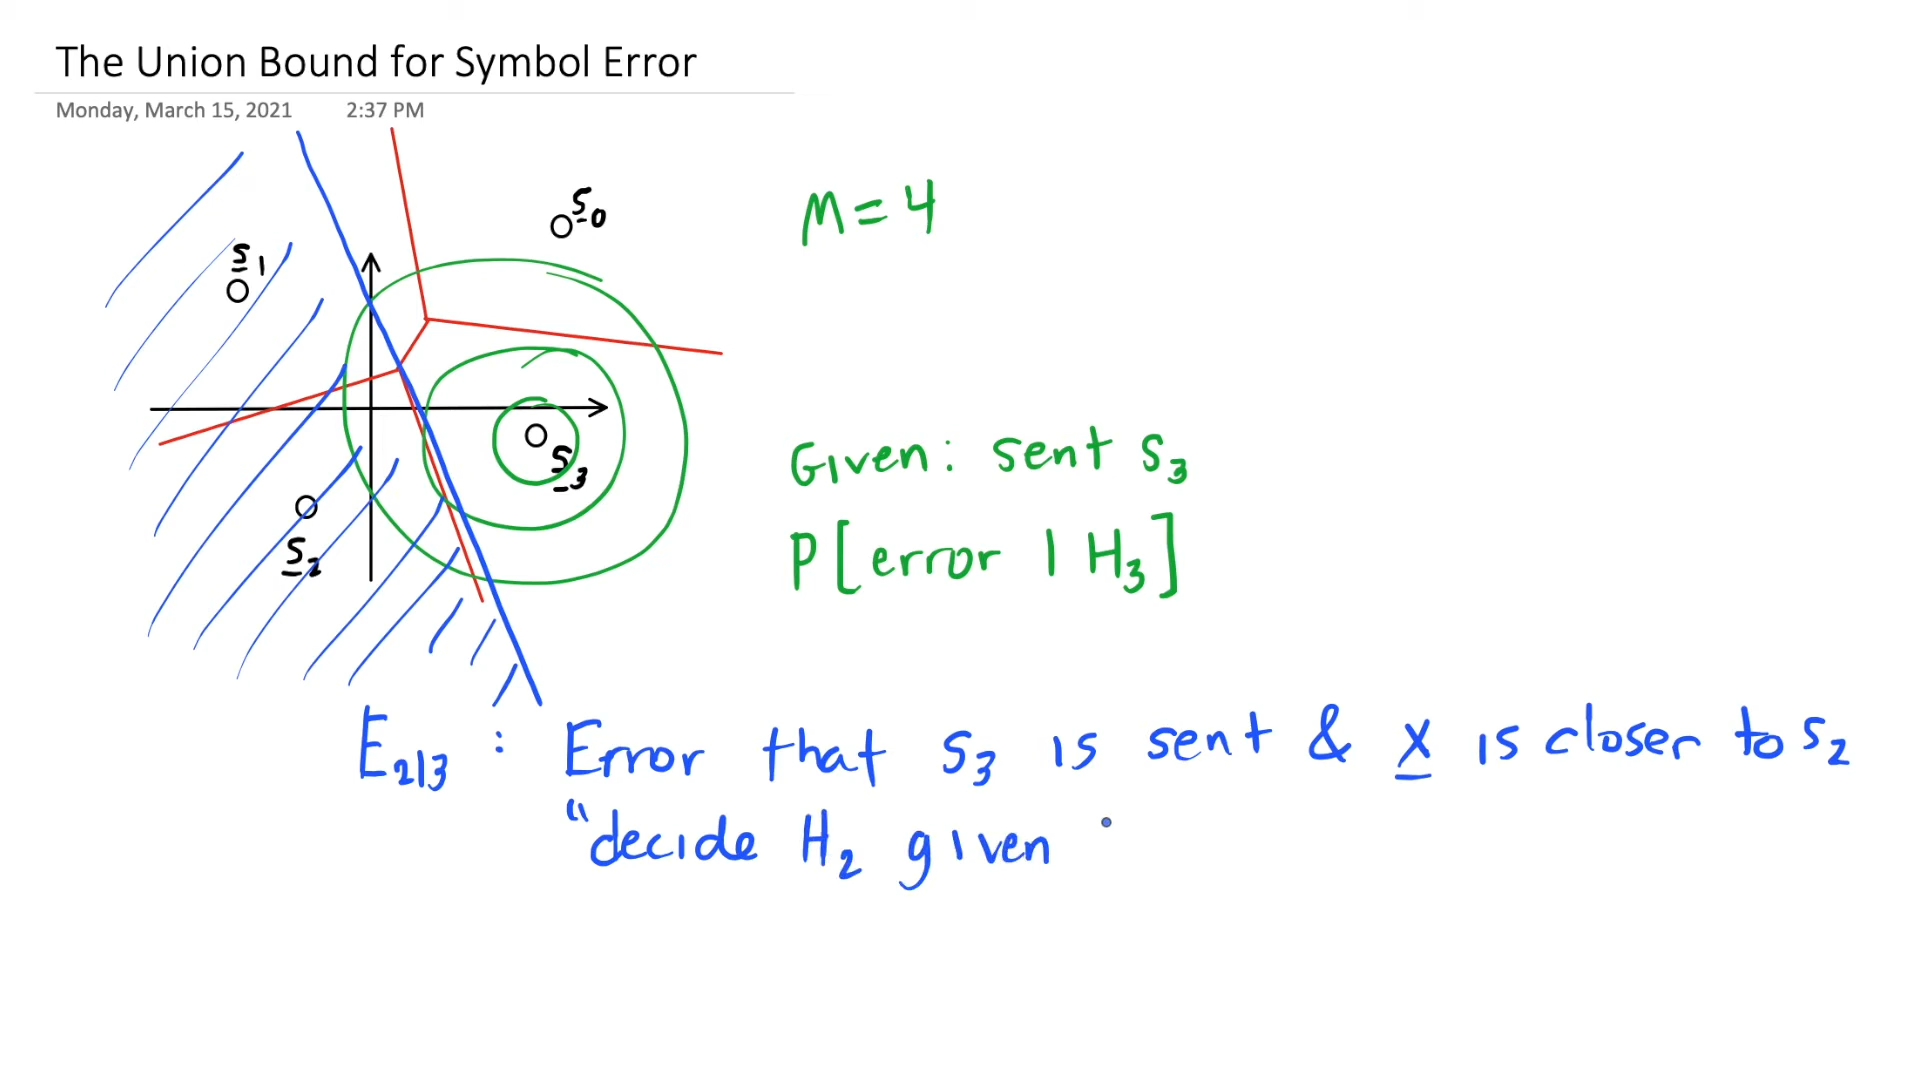 The Union Bound for Symbol Error
Monday, March 15, 2021 2:37 PM
s0
M = 4
s1
Given: sent s3
s3
P[error | H3]
s2
E2|3 : Error that s3 is sent & x is closer to s2
"decide H2 given